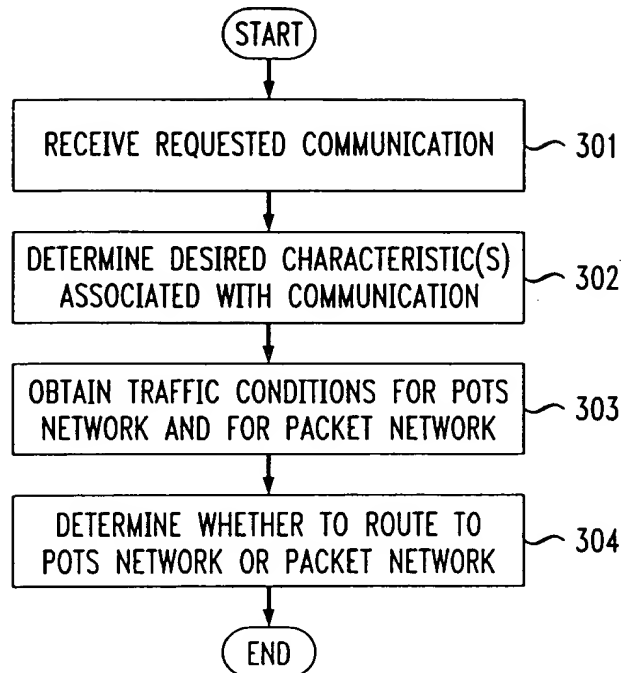 START
RECEIVE REQUESTED COMMUNICATION
301
DETERMINE DESIRED CHARACTERISTIC(S)
ASSOCIATED WITH COMMUNICATION
302
OBTAIN TRAFFIC CONDITIONS FOR POTS
NETWORK AND FOR PACKET NETWORK
303
DETERMINE WHETHER TO ROUTE TO
POTS NETWORK OR PACKET NETWORK
304
END